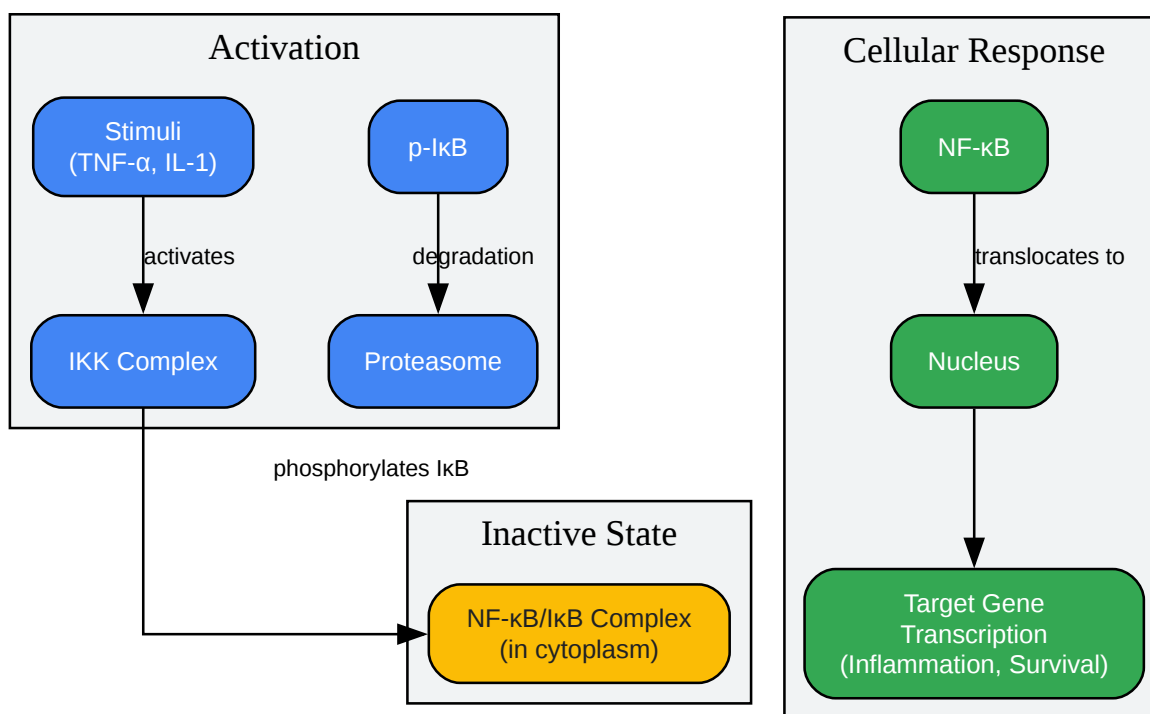 Activation
Stimuli
(TNF-α, IL-1)
p-IκB
activates
degradation
IKK Complex
Proteasome
phosphorylates IκB
Inactive State
NF-κB/IκB Complex
(in cytoplasm)
Cellular Response
NF-κB
translocates to
Nucleus
Target Gene
Transcription
(Inflammation, Survival)